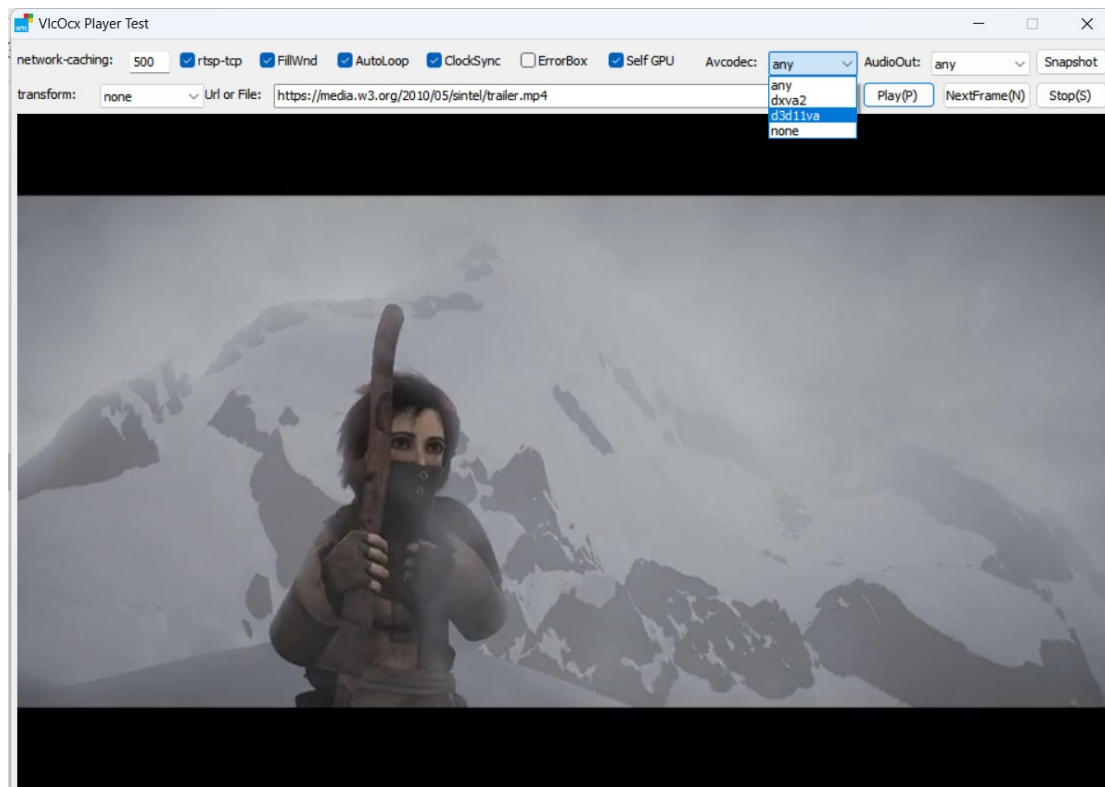 VlcOcx Player Test
network-caching: 500 rtsp-tcp FillWnd AutoLoop ClockSync ErrorBox Self GPU Avcodec: any AudioOut: any Snapshot
transform: none Url or File: https://media.w3.org/2010/05/sintel/trailer.mp4 Play(P) NextFrame(N) Stop(S)
any
dxva2
d3d11va
none